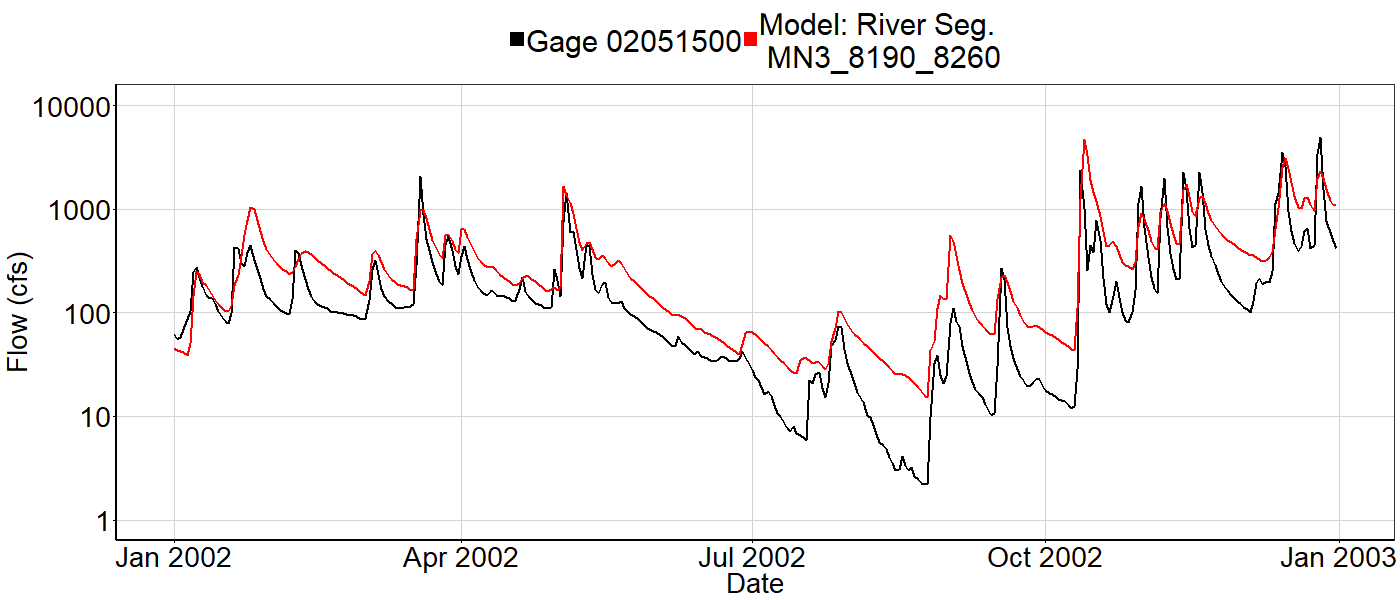 Gage 02051500
Model: River Seg.
MN3_8190_8260
Flow (cfs)
10000
1000
100
10
1
Jan 2002
Apr 2002
Jul 2002
Oct 2002
Jan 2003
Date